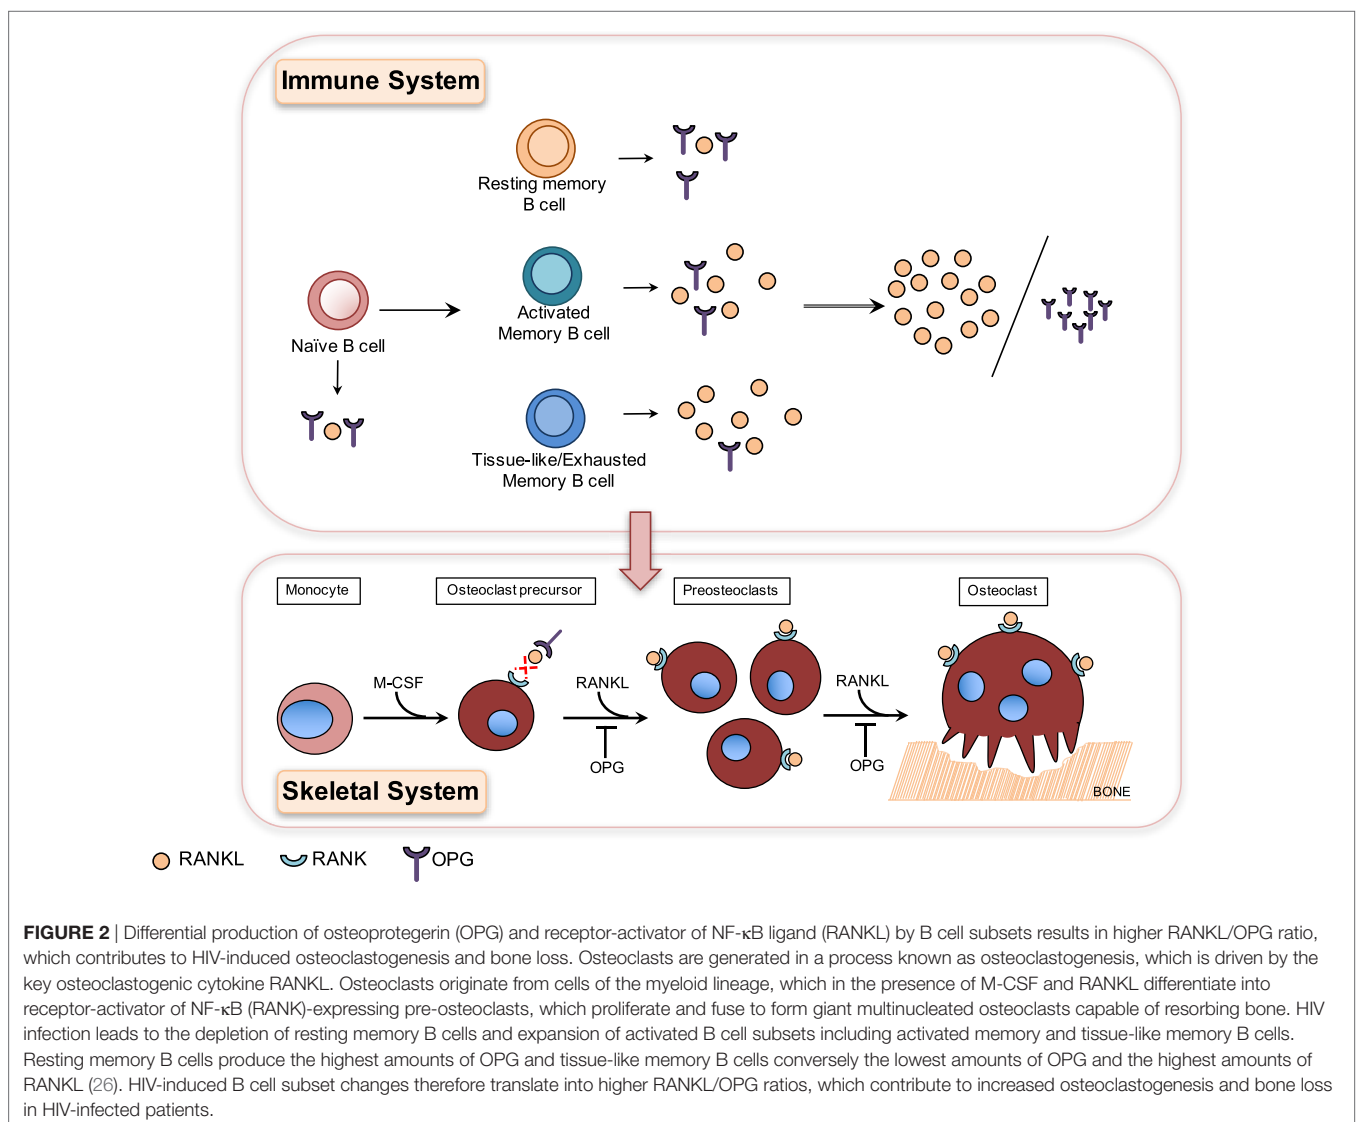 Immune System
Resting memory
B cell
Activated
Memory B cell
Naïve B cell
Tissue-like/Exhausted
Memory B cell
Monocyte
Osteoclast precursor
Preosteoclasts
Osteoclast
M-CSF
RANKL
RANKL
OPG
OPG
BONE
Skeletal System
RANKL
RANK
OPG
FIGURE 2 | Differential production of osteoprotegerin (OPG) and receptor-activator of NF-κB ligand (RANKL) by B cell subsets results in higher RANKL/OPG ratio,
which contributes to HIV-induced osteoclastogenesis and bone loss. Osteoclasts are generated in a process known as osteoclastogenesis, which is driven by the
key osteoclastogenic cytokine RANKL. Osteoclasts originate from cells of the myeloid lineage, which in the presence of M-CSF and RANKL differentiate into
receptor-activator of NF-κB (RANK)-expressing pre-osteoclasts, which proliferate and fuse to form giant multinucleated osteoclasts capable of resorbing bone. HIV
infection leads to the depletion of resting memory B cells and expansion of activated B cell subsets including activated memory and tissue-like memory B cells.
Resting memory B cells produce the highest amounts of OPG and tissue-like memory B cells conversely the lowest amounts of OPG and the highest amounts of
RANKL (26). HIV-induced B cell subset changes therefore translate into higher RANKL/OPG ratios, which contribute to increased osteoclastogenesis and bone loss
in HIV-infected patients.